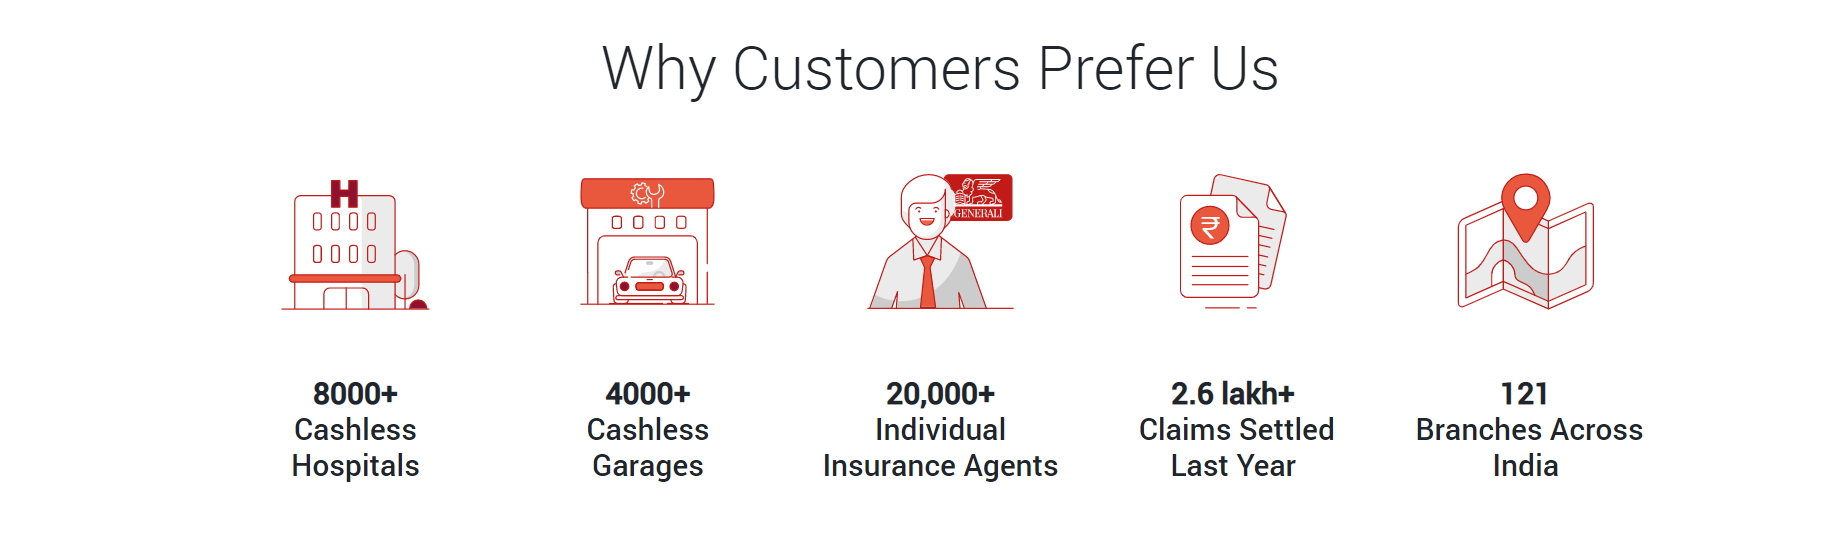 Why Customers Prefer Us
H
GENERALI
8000+
Cashless
Hospitals
4000+
Cashless
Garages
20,000+
Individual
Insurance Agents
₹
2.6 lakh+
Claims Settled
Last Year
121
Branches Across
India